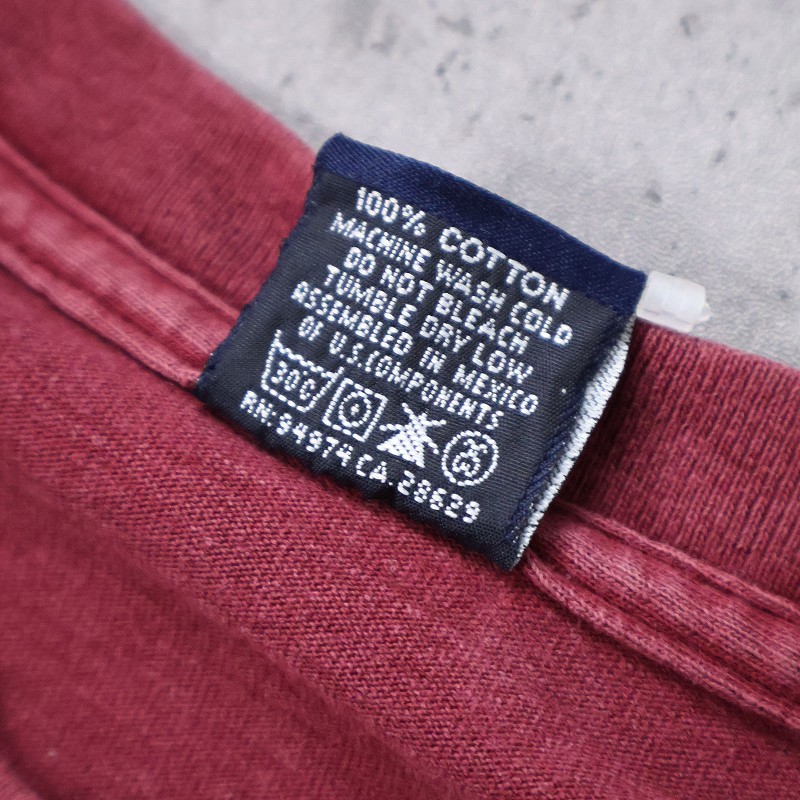 100% COTTON
MACHINE WASH COLD
DO NOT BLEACH
TUMBLE DRY LOW
ASSEMBLED IN MEXICO
OF U.S.COMPONENTS
30C
RN:94974 CA.28629